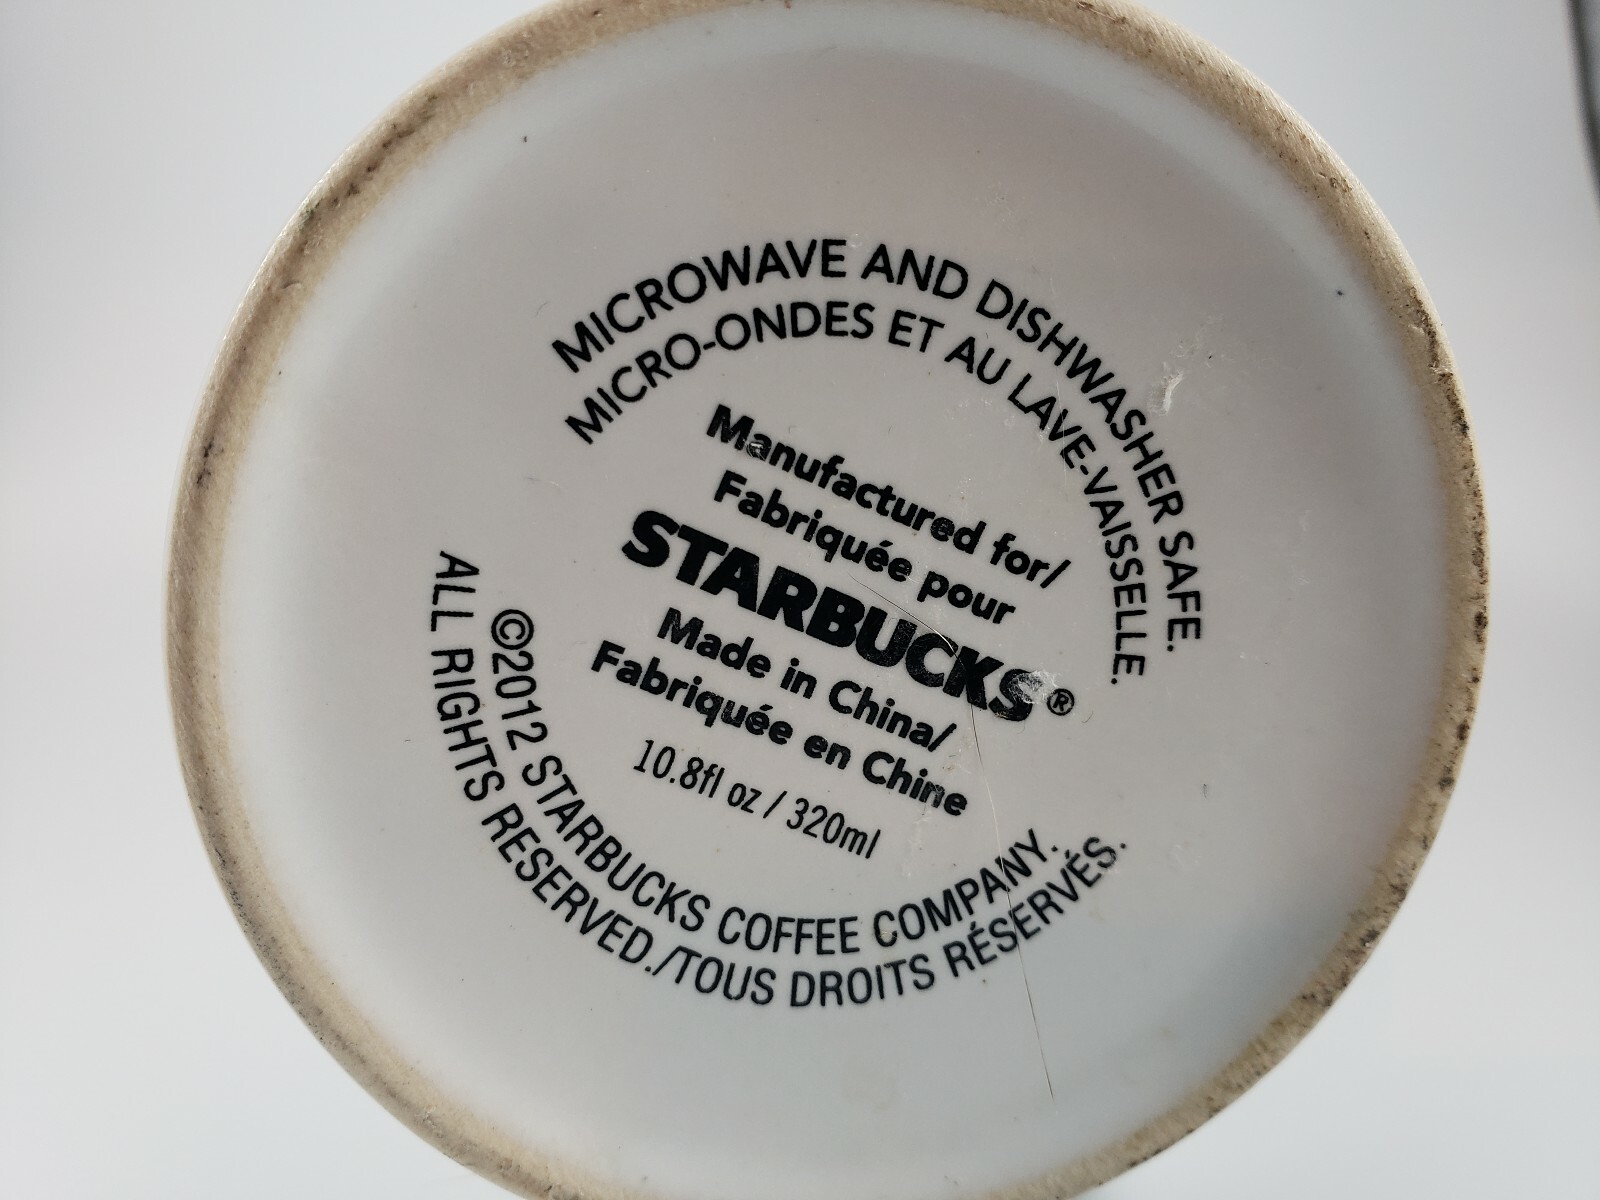 MICROWAVE AND DISHWASHER SAFE.
MICRO-ONDES ET AU LAVE-VAISSELLE.
Manufactured for/
Fabriquée pour
STARBUCKS®
Made in China/
Fabriquée en Chine
10.8fl oz / 320ml
©2012 STARBUCKS COFFEE COMPANY.
ALL RIGHTS RESERVED./TOUS DROITS RÉSERVÉS.